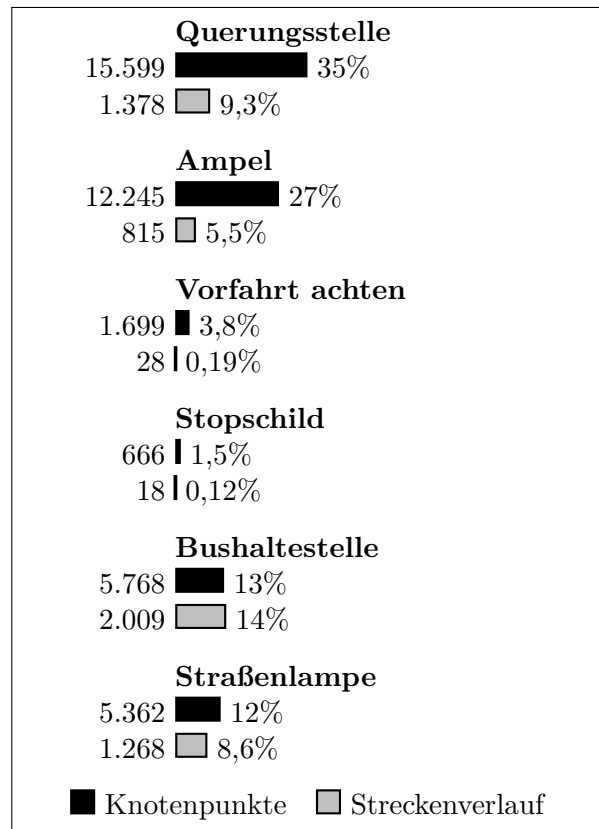 Querungsstelle
15.599 35%
1.378 9,3%
Ampel
12.245 27%
815 5,5%
Vorfahrt achten
1.699 3,8%
28 0,19%
Stopschild
666 1,5%
18 0,12%
Bushaltestelle
5.768 13%
2.009 14%
Straßenlampe
5.362 12%
1.268 8,6%
Knotenpunkte Streckenverlauf